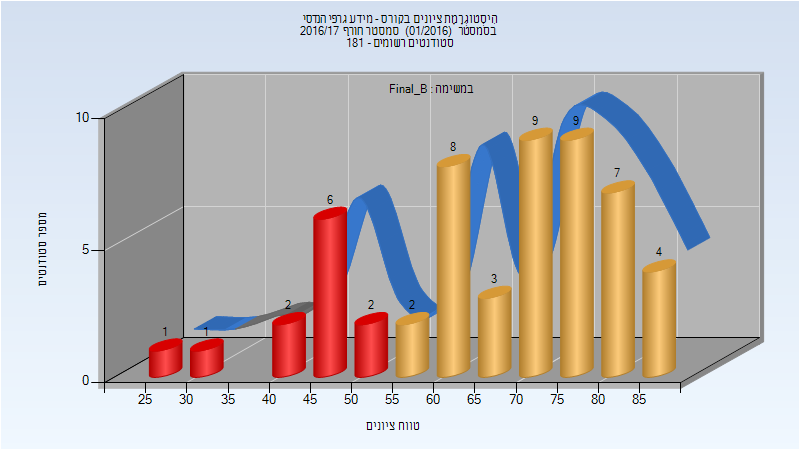 היסטוגרמת ציונים בקורס - מידע גרפי תמדסי
בסמסטר (01/2016) סמסטר חורף 2016/17
סטודנטים רשומים - 181
במשימה : Final_B
מספר סטודנטים
10
5
0
1
1
2
6
2
2
8
3
9
9
7
4
25 30 35 40 45 50 55 60 65 70 75 80 85
טווח ציונים